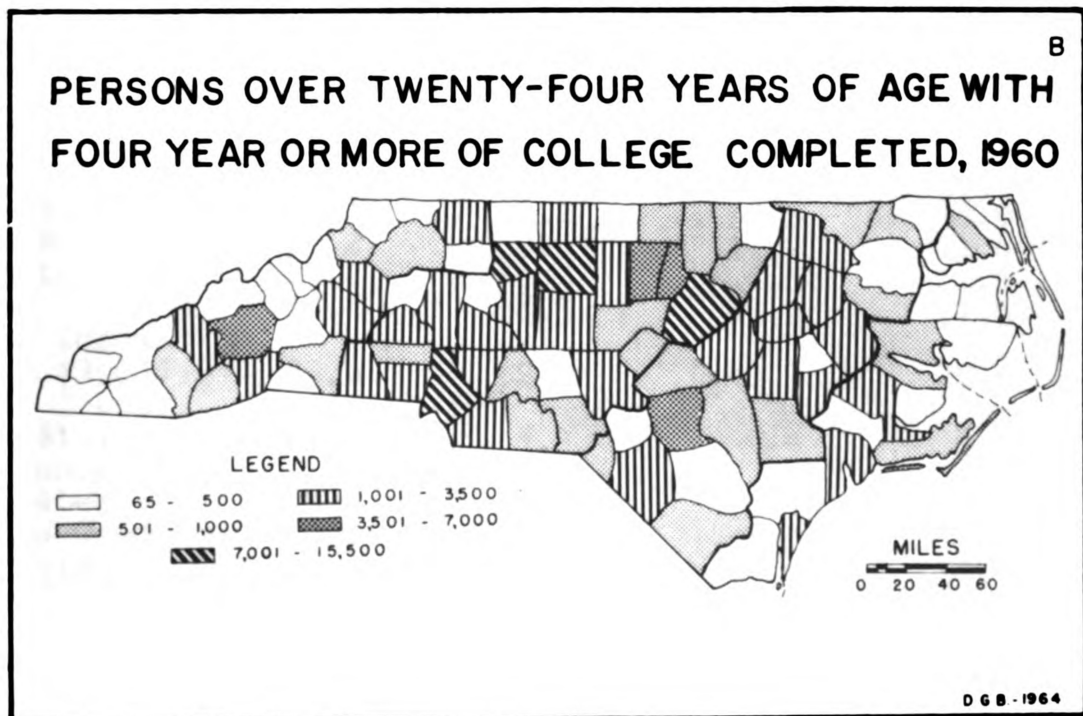 B
PERSONS OVER TWENTY-FOUR YEARS OF AGE WITH
FOUR YEAR OR MORE OF COLLEGE COMPLETED, 1960
LEGEND
65 - 500
1,001 - 3,500
501 - 1,000
3,501 - 7,000
7,001 - 15,500
MILES
0 20 40 60
D G B. - 1964